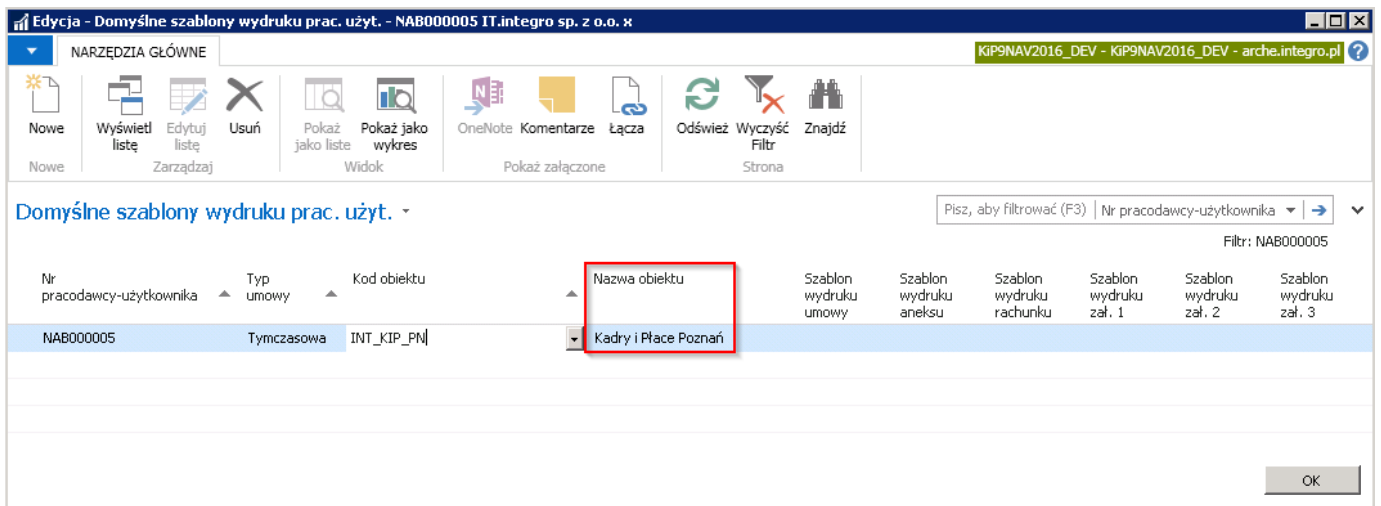 Edycja - Domyślne szablony wydruku prac. użyt. - NAB000005 IT.integro sp. z o.o. x
NARZĘDZIA GŁÓWNE
KiP9NAV2016_DEV - KiP9NAV2016_DEV - arche.integro.pl ?
Nowe
Wyświetl listę
Edytuj listę
Usuń
Pokaż jako liste
Pokaż jako wykres
OneNote
Komentarze
Łącza
Odśwież
Wyczyść Filtr
Znajdź
Nowe
Zarządzaj
Widok
Pokaż załączone
Strona
Domyślne szablony wydruku prac. użyt.
Pisz, aby filtrować (F3) | Nr pracodawcy-użytkownika
Filtr: NAB000005
Nr pracodawcy-użytkownika
Typ umowy
Kod obiektu
Nazwa obiektu
Szablon wydruku umowy
Szablon wydruku aneksu
Szablon wydruku rachunku
Szablon wydruku zał. 1
Szablon wydruku zał. 2
Szablon wydruku zał. 3
NAB000005 Tymczasowa INT_KIP_PN Kadry i Płace Poznań
OK